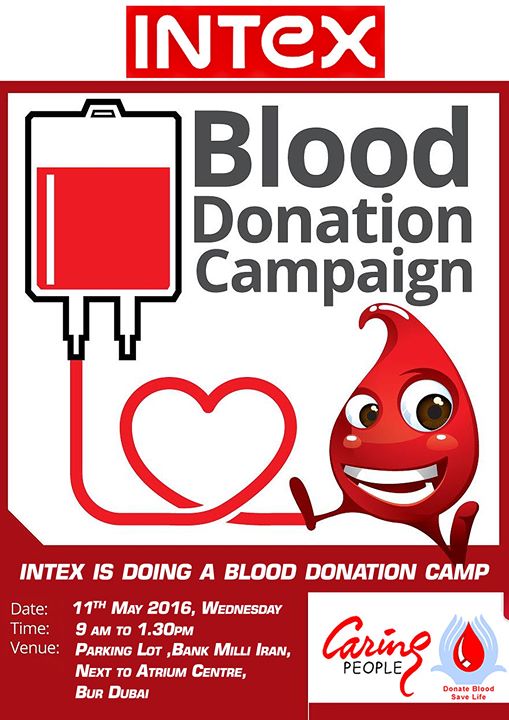 INTEX
Blood
Donation
Campaign
INTEX IS DOING A BLOOD DONATION CAMP
Date: 11TH MAY 2016, WEDNESDAY
Time: 9 AM TO 1.30PM
Venue: PARKING LOT ,BANK MILLI IRAN,
NEXT TO ATRIUM CENTRE,
BUR DUBAI
Caring
PEOPLE
Donate Blood
Save Life